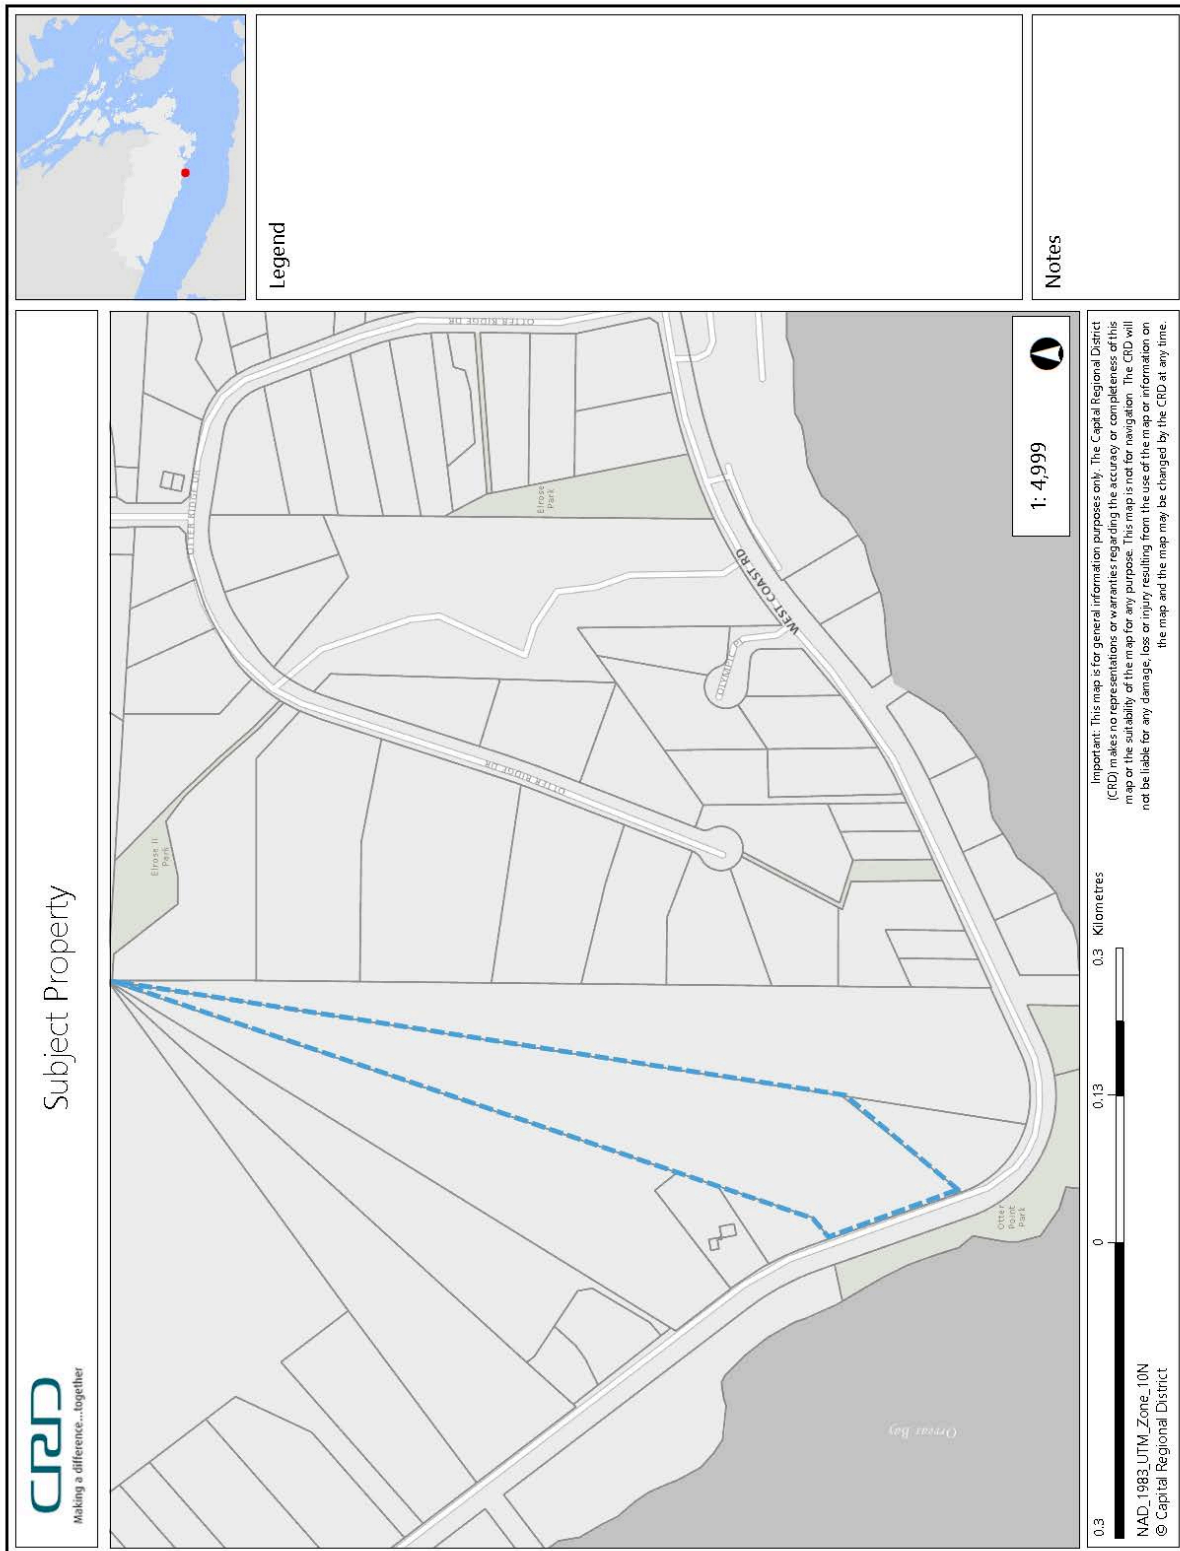 CRD
Making a difference...together
Subject Property
Legend
Notes
Elrose II
Park
OTTER RIDGE DR
OTTER RIDGE DR
OTTER RIDGE DR
Elrose
Park
WEST COAST RD
OLYMPIC PL
Otter
Point
Park
Orveas Bay
1: 4,999
0.3
0
0.13
0.3
Kilometres
NAD_1983_UTM_Zone_10N
© Capital Regional District
Important: This map is for general information purposes only. The Capital Regional District
(CRD) makes no representations or warranties regarding the accuracy or completeness of this
map or the suitability of the map for any purpose. This map is not for navigation. The CRD will
not be liable for any damage, loss or injury resulting from the use of the map or information on
the map and the map may be changed by the CRD at any time.